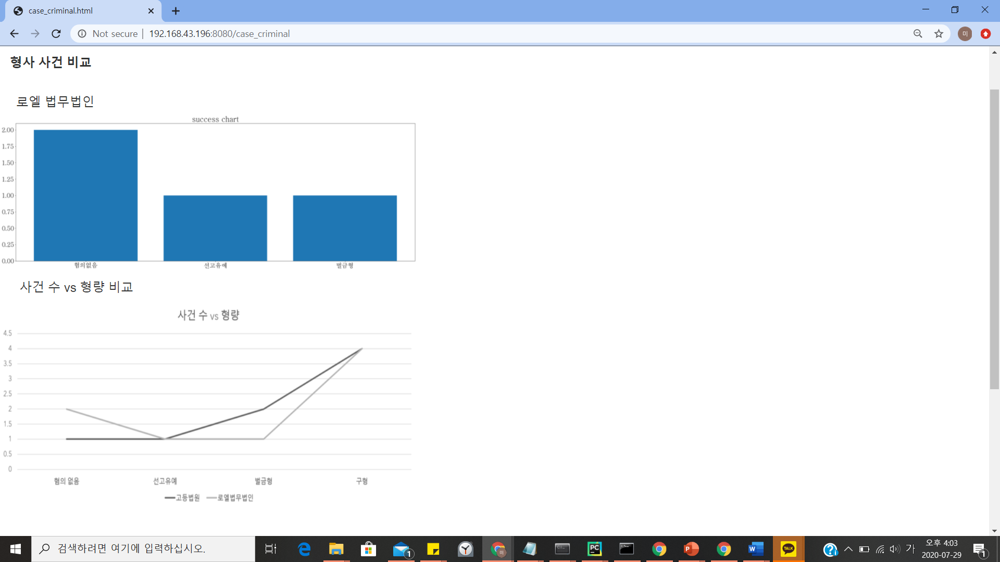 case_criminal.html
Not secure | 192.168.43.196:8080/case_criminal
미
형사 사건 비교
로엘 법무법인
success chart
2.00
1.75
1.50
1.25
1.00
0.75
0.50
0.25
0.00
혐의없음 선고유예 벌금형
사건 수 vs 형량 비교
사건 수 vs 형량
4.5
4
3.5
3
2.5
2
1.5
1
0.5
0
혐의 없음 선고유예 벌금형 구형
고등법원 로엘법무법인
검색하려면 여기에 입력하십시오.
1
PC
P
W
TALK
가
오후 4:03
2020-07-29
1